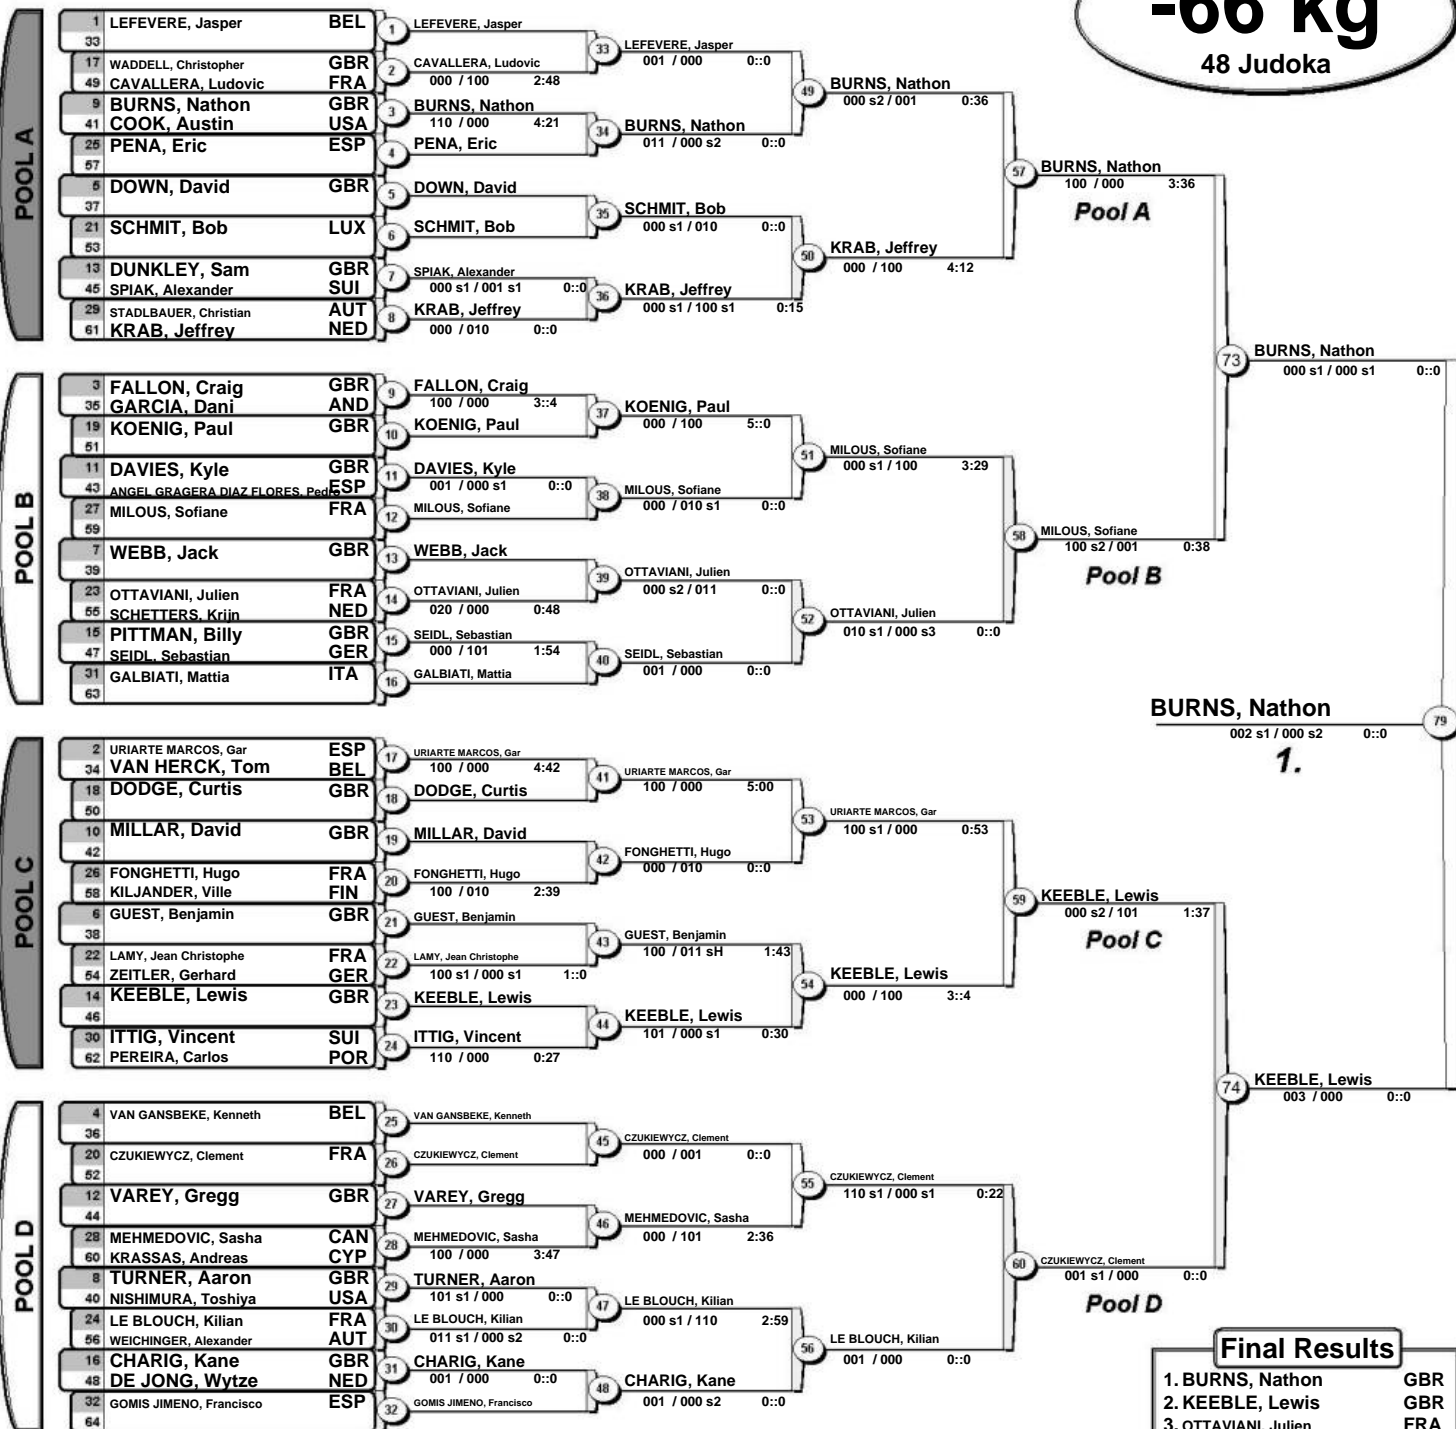 -66 kg
48 Judoka
POOL A
1 LEFEVERE, Jasper BEL
33
17 WADDELL, Christopher GBR
49 CAVALLERA, Ludovic FRA
9 BURNS, Nathon GBR
41 COOK, Austin USA
25 PENA, Eric ESP
57
5 DOWN, David GBR
37
21 SCHMIT, Bob LUX
53
13 DUNKLEY, Sam GBR
45 SPIAK, Alexander SUI
29 STADLBAUER, Christian AUT
61 KRAB, Jeffrey NED
1 LEFEVERE, Jasper
2 CAVALLERA, Ludovic
000 / 100 2:48
3 BURNS, Nathon
110 / 000 4:21
4 PENA, Eric
5 DOWN, David
6 SCHMIT, Bob
7 SPIAK, Alexander
000 s1 / 001 s1 0::0
8 KRAB, Jeffrey
000 / 010 0::0
33 LEFEVERE, Jasper
001 / 000 0::0
34 BURNS, Nathon
011 / 000 s2 0::0
35 SCHMIT, Bob
000 s1 / 010 0::0
36 KRAB, Jeffrey
000 s1 / 100 s1 0:15
49 BURNS, Nathon
000 s2 / 001 0:36
50 KRAB, Jeffrey
000 / 100 4:12
57 BURNS, Nathon
100 / 000 3:36
Pool A
POOL B
3 FALLON, Craig GBR
35 GARCIA, Dani AND
19 KOENIG, Paul GBR
51
11 DAVIES, Kyle GBR
43 ANGEL GRAGERA DIAZ FLORES, Pedro ESP
27 MILOUS, Sofiane FRA
59
7 WEBB, Jack GBR
39
23 OTTAVIANI, Julien FRA
55 SCHETTERS, Krijn NED
15 PITTMAN, Billy GBR
47 SEIDL, Sebastian GER
31 GALBIATI, Mattia ITA
63
9 FALLON, Craig
100 / 000 3::4
10 KOENIG, Paul
11 DAVIES, Kyle
001 / 000 s1 0::0
12 MILOUS, Sofiane
13 WEBB, Jack
14 OTTAVIANI, Julien
020 / 000 0:48
15 SEIDL, Sebastian
000 / 101 1:54
16 GALBIATI, Mattia
37 KOENIG, Paul
000 / 100 5::0
38 MILOUS, Sofiane
000 / 010 s1 0::0
39 OTTAVIANI, Julien
000 s2 / 011 0::0
40 SEIDL, Sebastian
001 / 000 0::0
51 MILOUS, Sofiane
000 s1 / 100 3:29
52 OTTAVIANI, Julien
010 s1 / 000 s3 0::0
58 MILOUS, Sofiane
100 s2 / 001 0:38
Pool B
73 BURNS, Nathon
000 s1 / 000 s1 0::0
BURNS, Nathon 79
002 s1 / 000 s2 0::0
1.
POOL C
2 URIARTE MARCOS, Gar ESP
34 VAN HERCK, Tom BEL
18 DODGE, Curtis GBR
50
10 MILLAR, David GBR
42
26 FONGHETTI, Hugo FRA
58 KILJANDER, Ville FIN
6 GUEST, Benjamin GBR
38
22 LAMY, Jean Christophe FRA
54 ZEITLER, Gerhard GER
14 KEEBLE, Lewis GBR
46
30 ITTIG, Vincent SUI
62 PEREIRA, Carlos POR
17 URIARTE MARCOS, Gar
100 / 000 4:42
18 DODGE, Curtis
19 MILLAR, David
20 FONGHETTI, Hugo
100 / 010 2:39
21 GUEST, Benjamin
22 LAMY, Jean Christophe
100 s1 / 000 s1 1::0
23 KEEBLE, Lewis
24 ITTIG, Vincent
110 / 000 0:27
41 URIARTE MARCOS, Gar
100 / 000 5:00
42 FONGHETTI, Hugo
000 / 010 0::0
43 GUEST, Benjamin
100 / 011 sH 1:43
44 KEEBLE, Lewis
101 / 000 s1 0:30
53 URIARTE MARCOS, Gar
100 s1 / 000 0:53
54 KEEBLE, Lewis
000 / 100 3::4
59 KEEBLE, Lewis
000 s2 / 101 1:37
Pool C
74 KEEBLE, Lewis
003 / 000 0::0
POOL D
4 VAN GANSBEKE, Kenneth BEL
36
20 CZUKIEWYCZ, Clement FRA
52
12 VAREY, Gregg GBR
44
28 MEHMEDOVIC, Sasha CAN
60 KRASSAS, Andreas CYP
8 TURNER, Aaron GBR
40 NISHIMURA, Toshiya USA
24 LE BLOUCH, Kilian FRA
56 WEICHINGER, Alexander AUT
16 CHARIG, Kane GBR
48 DE JONG, Wytze NED
32 GOMIS JIMENO, Francisco ESP
64
25 VAN GANSBEKE, Kenneth
26 CZUKIEWYCZ, Clement
27 VAREY, Gregg
28 MEHMEDOVIC, Sasha
100 / 000 3:47
29 TURNER, Aaron
101 s1 / 000 0::0
30 LE BLOUCH, Kilian
011 s1 / 000 s2 0::0
31 CHARIG, Kane
001 / 000 0::0
32 GOMIS JIMENO, Francisco
45 CZUKIEWYCZ, Clement
000 / 001 0::0
46 MEHMEDOVIC, Sasha
000 / 101 2:36
47 LE BLOUCH, Kilian
000 s1 / 110 2:59
48 CHARIG, Kane
001 / 000 s2 0::0
55 CZUKIEWYCZ, Clement
110 s1 / 000 s1 0:22
56 LE BLOUCH, Kilian
001 / 000 0::0
60 CZUKIEWYCZ, Clement
001 s1 / 000 0::0
Pool D
Final Results
1. BURNS, Nathon GBR
2. KEEBLE, Lewis GBR
3. OTTAVIANI, Julien FRA